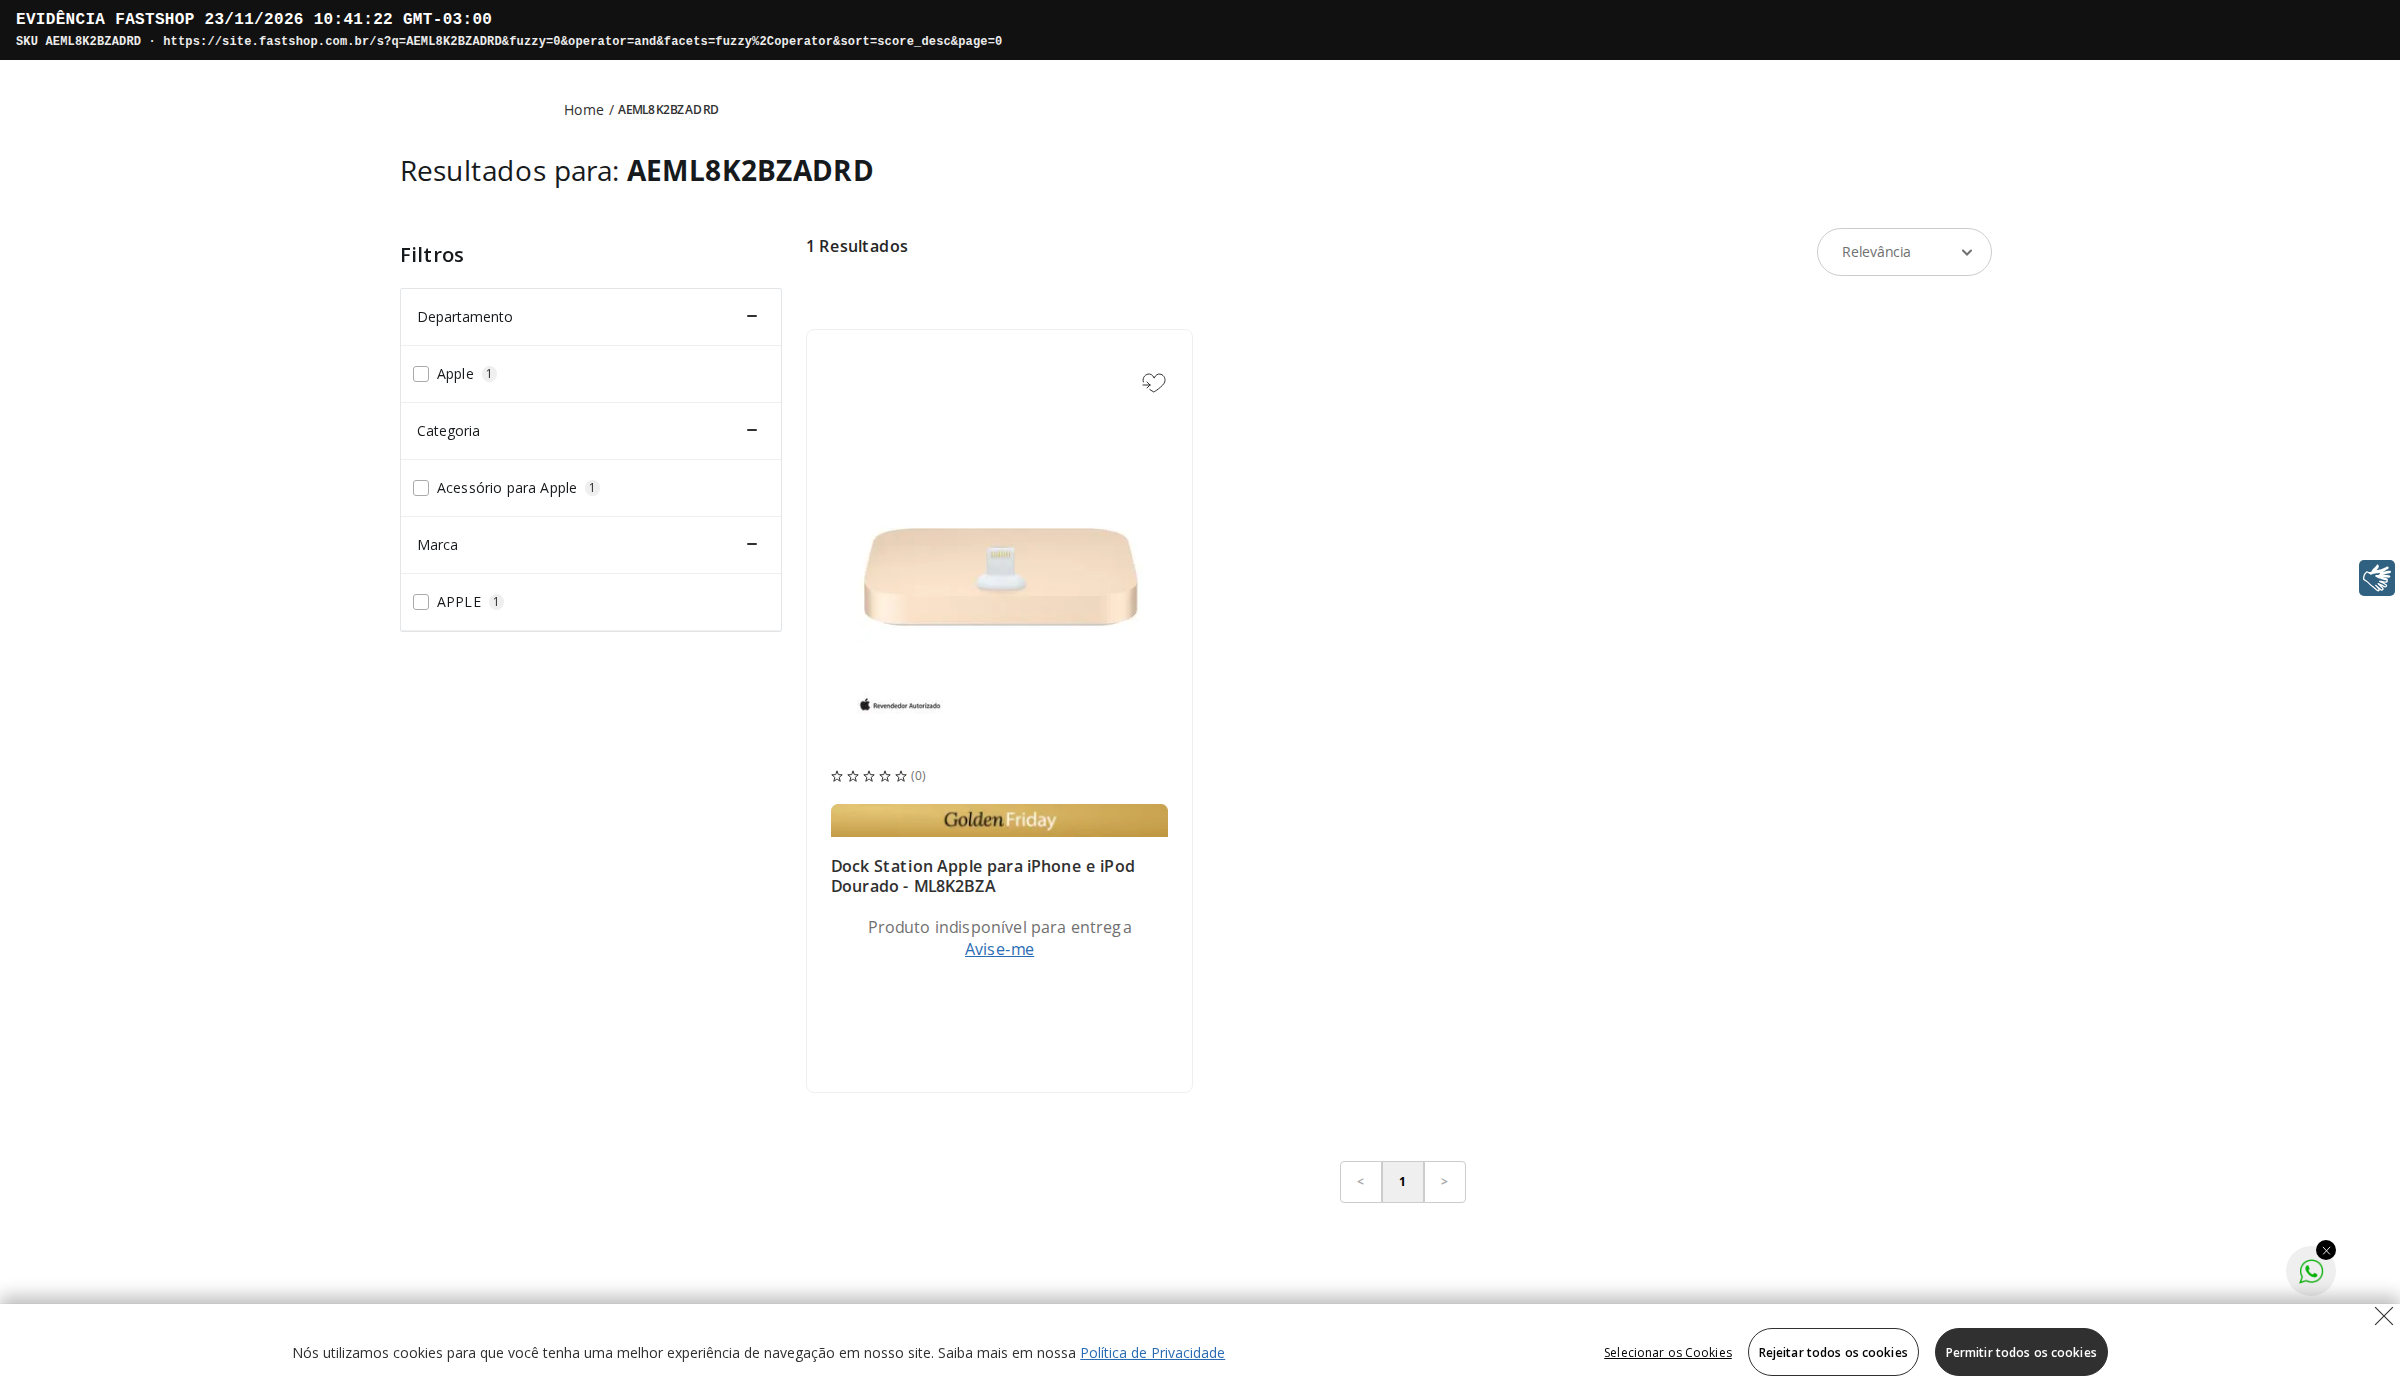 EVIDÊNCIA FASTSHOP 23/11/2026 10:41:22 GMT-03:00
SKU AEML8K2BZADRD · https://site.fastshop.com.br/s?q=AEML8K2BZADRD&fuzzy=0&operator=and&facets=fuzzy%2Coperator&sort=score_desc&page=0
Home / AEML8K2BZADRD
Resultados para: AEML8K2BZADRD
Filtros
1 Resultados
Relevância
Departamento
Apple 1
Categoria
Acessório para Apple 1
Marca
APPLE 1
Revendedor Autorizado
(0)
Golden Friday
Dock Station Apple para iPhone e iPod
Dourado - ML8K2BZA
Produto indisponível para entrega
Avise-me
< 1 >
Nós utilizamos cookies para que você tenha uma melhor experiência de navegação em nosso site. Saiba mais em nossa Política de Privacidade
Selecionar os Cookies
Rejeitar todos os cookies
Permitir todos os cookies